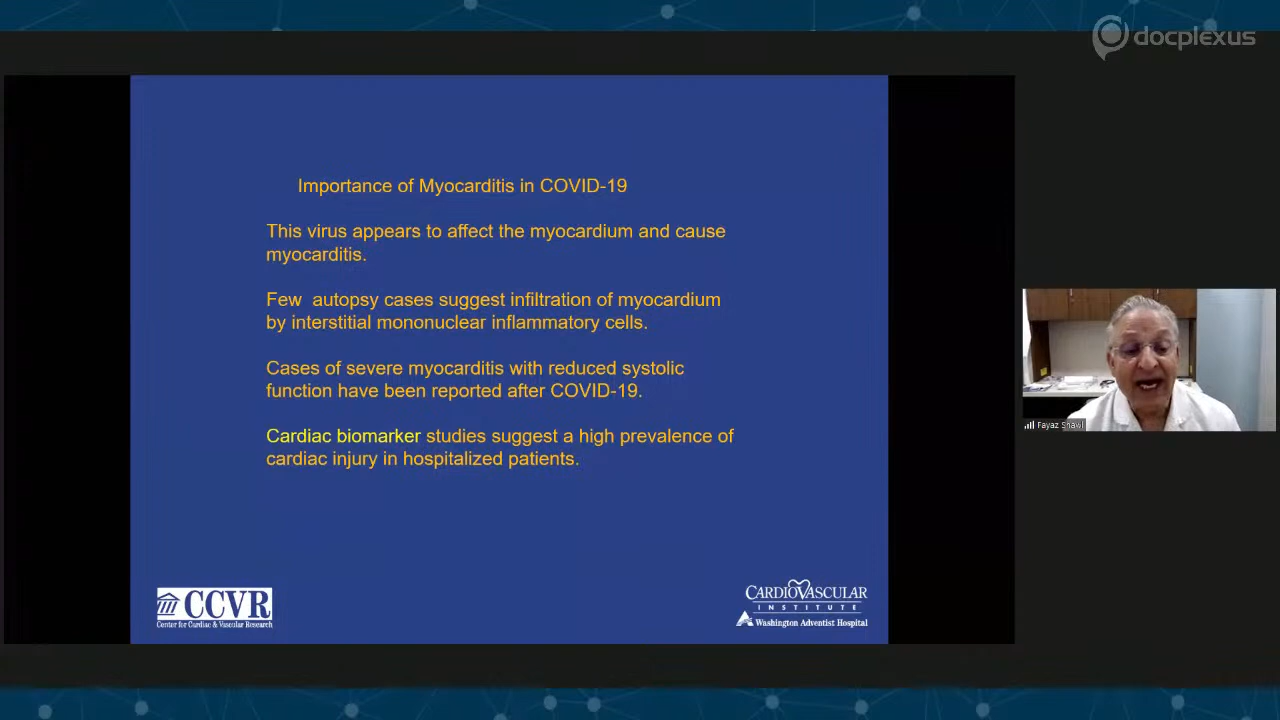 docplexus
Importance of Myocarditis in COVID-19
This virus appears to affect the myocardium and cause
myocarditis.
Few autopsy cases suggest infiltration of myocardium
by interstitial mononuclear inflammatory cells.
Cases of severe myocarditis with reduced systolic
function have been reported after COVID-19.
Cardiac biomarker studies suggest a high prevalence of
cardiac injury in hospitalized patients.
Fayaz Shawl
CCVR
Center for Cardiac & Vascular Research
CARDIOVASCULAR
INSTITUTE
Washington Adventist Hospital